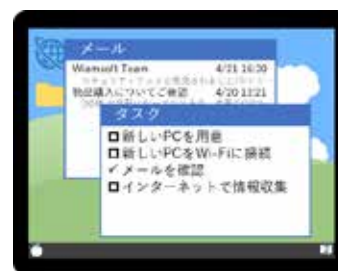 メール
Wiamsoft Team 4/21 16:30
物品購入についてご確認 4/20 13:21
タスク
新しいPCを用意
新しいPCをWi-Fiに接続
✓メールを確認
インターネットで情報収集